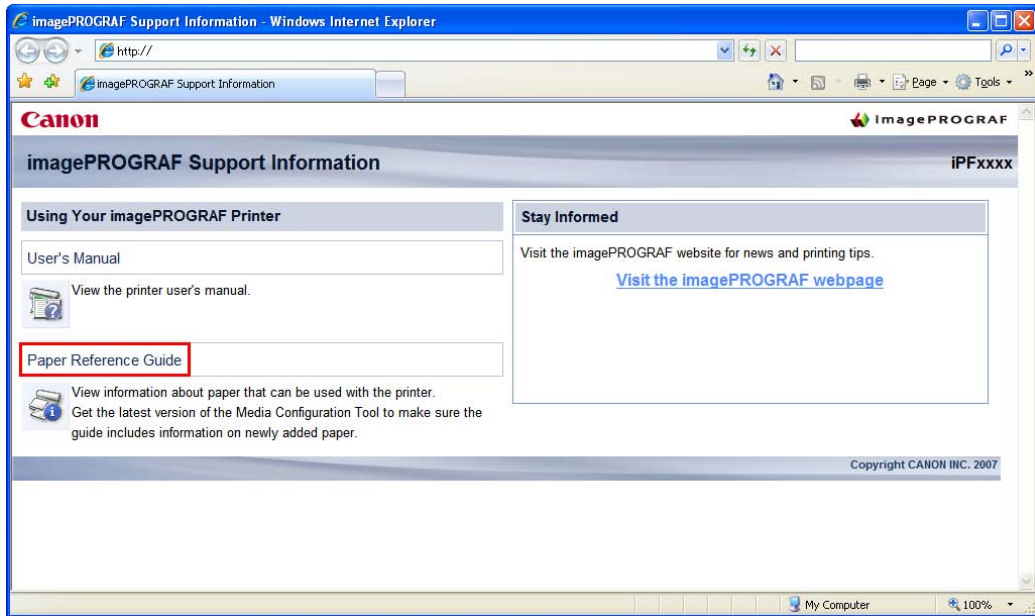 imagePROGRAF Support Information - Windows Internet Explorer
http://
imagePROGRAF Support Information
Page
Tools
»
Canon
imagePROGRAF
imagePROGRAF Support Information
iPFxxxx
Using Your imagePROGRAF Printer
User's Manual
View the printer user's manual.
Paper Reference Guide
View information about paper that can be used with the printer.
Get the latest version of the Media Configuration Tool to make sure the
guide includes information on newly added paper.
Stay Informed
Visit the imagePROGRAF website for news and printing tips.
Visit the imagePROGRAF webpage
Copyright CANON INC. 2007
My Computer
100%